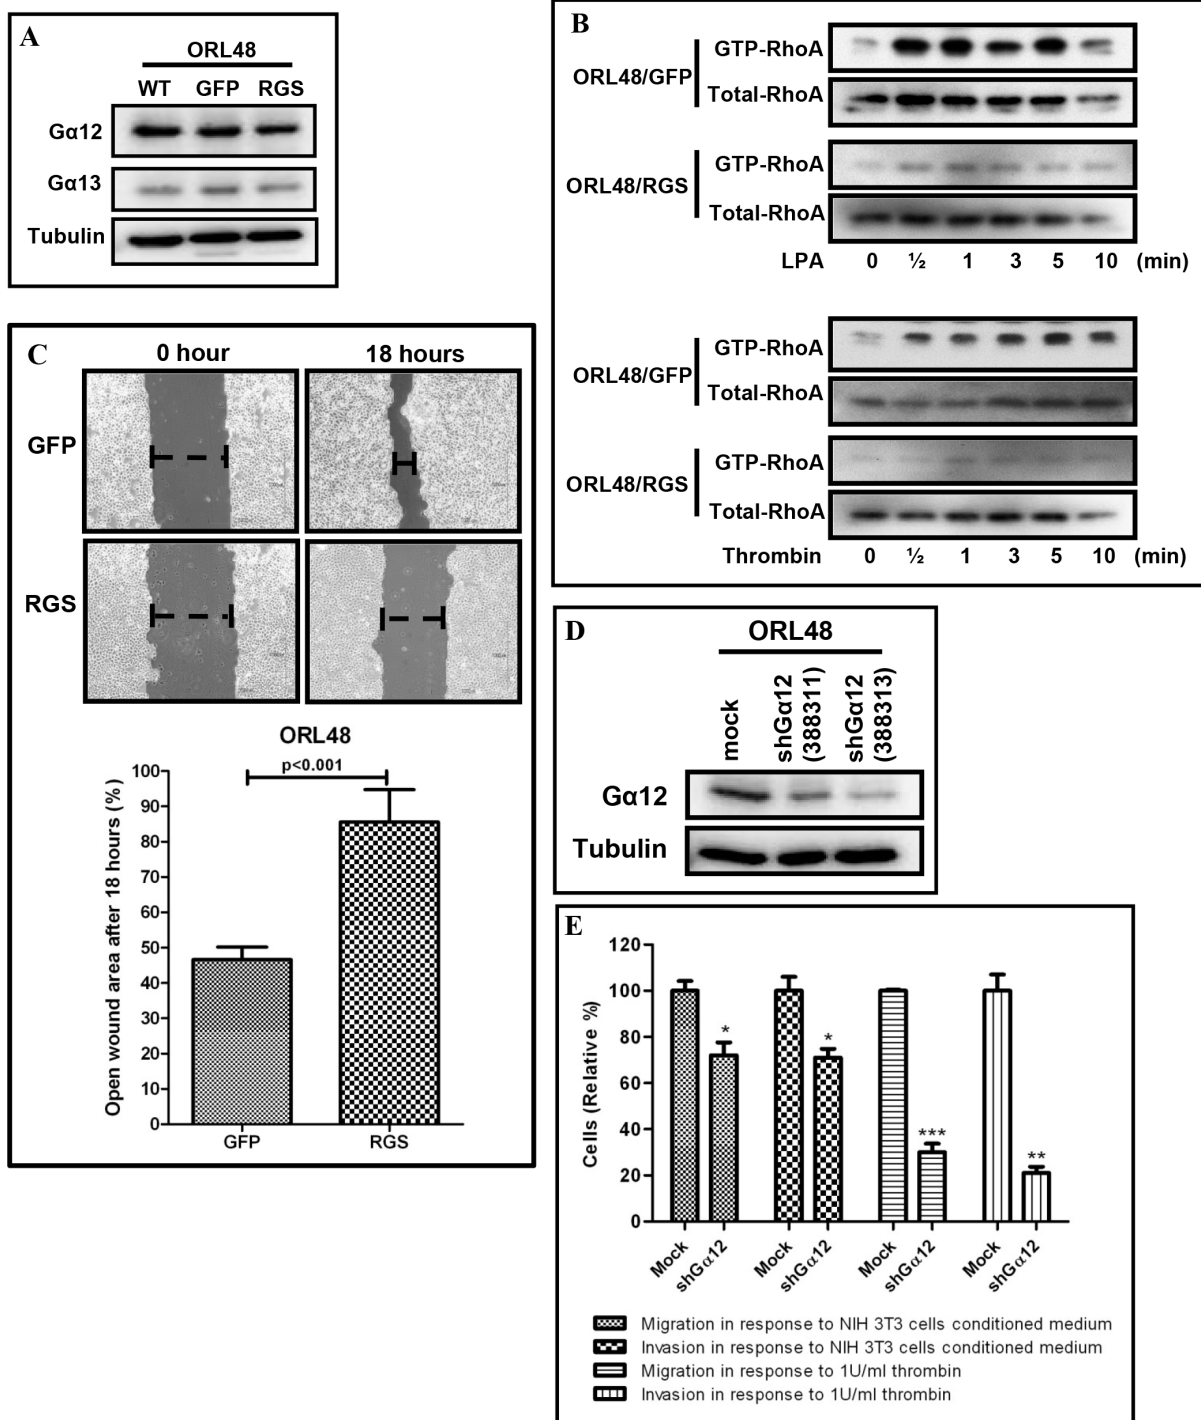 A
ORL48
WT GFP RGS
Gα12
Gα13
Tubulin
B
ORL48/GFP
GTP-RhoA
Total-RhoA
ORL48/RGS
GTP-RhoA
Total-RhoA
LPA 0 ½ 1 3 5 10 (min)
ORL48/GFP
GTP-RhoA
Total-RhoA
ORL48/RGS
GTP-RhoA
Total-RhoA
Thrombin 0 ½ 1 3 5 10 (min)
C
0 hour 18 hours
GFP
RGS
ORL48
p<0.001
Open wound area after 18 hours (%)
100
90
80
70
60
50
40
30
20
10
0
GFP RGS
D
ORL48
mock
shGα12
(388311)
shGα12
(388313)
Gα12
Tubulin
E
Cells (Relative %)
120
100
80
60
40
20
0
* * *** **
Mock shGα12 Mock shGα12 Mock shGα12 Mock shGα12
Migration in response to NIH 3T3 cells conditioned medium
Invasion in response to NIH 3T3 cells conditioned medium
Migration in response to 1U/ml thrombin
Invasion in response to 1U/ml thrombin